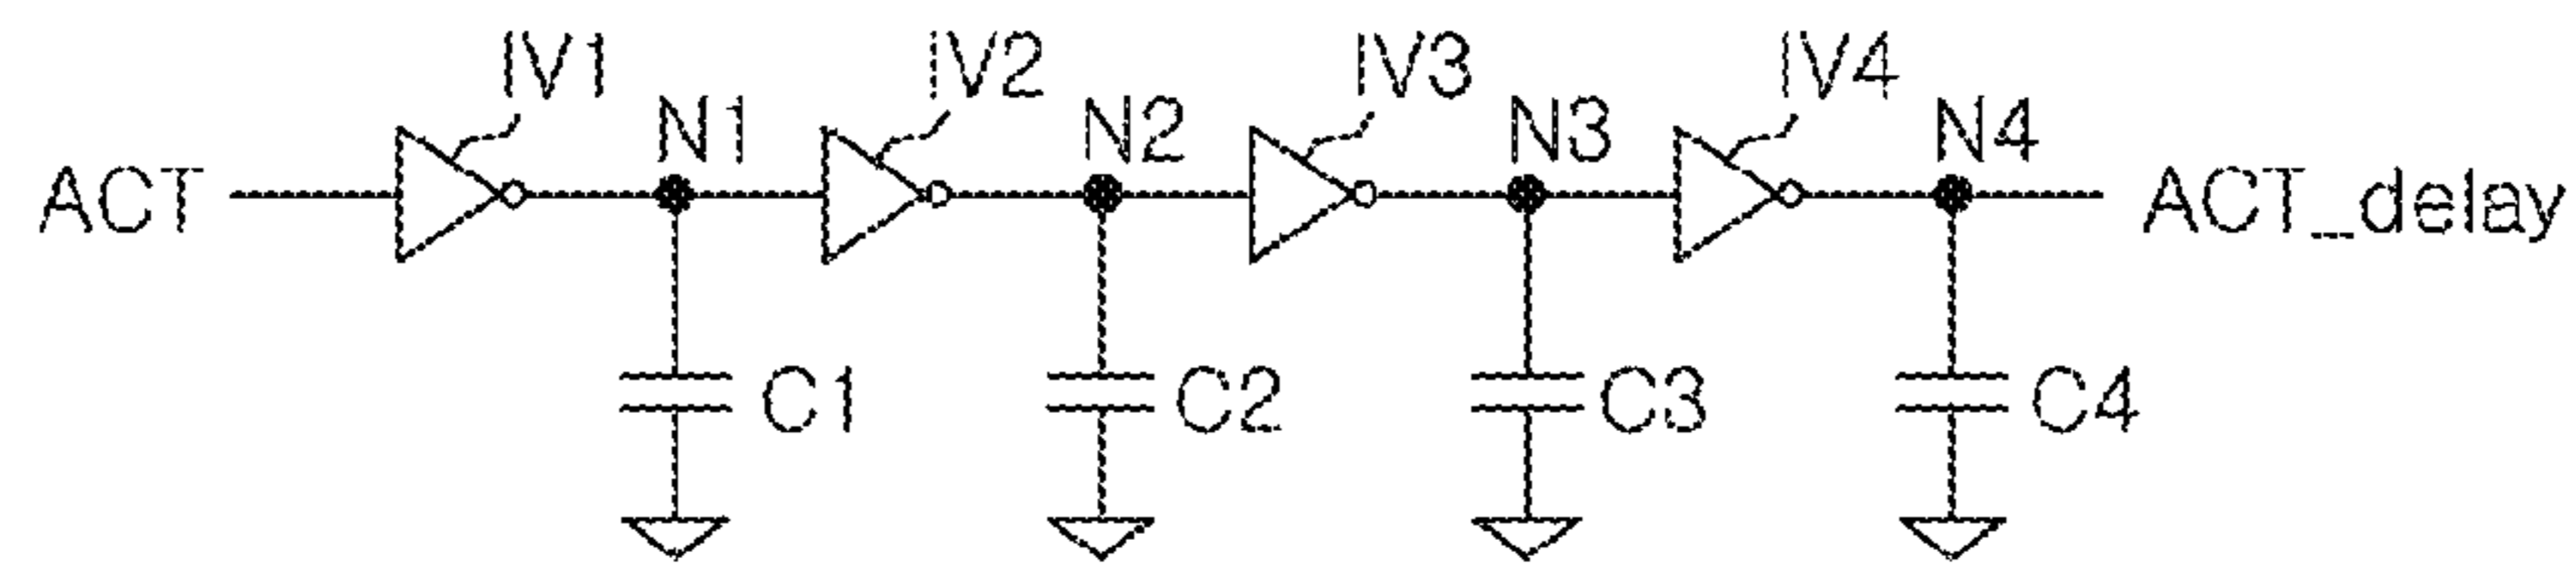 IV1 IV2 IV3 IV4
N1 N2 N3 N4
ACT ACT_delay
C1 C2 C3 C4